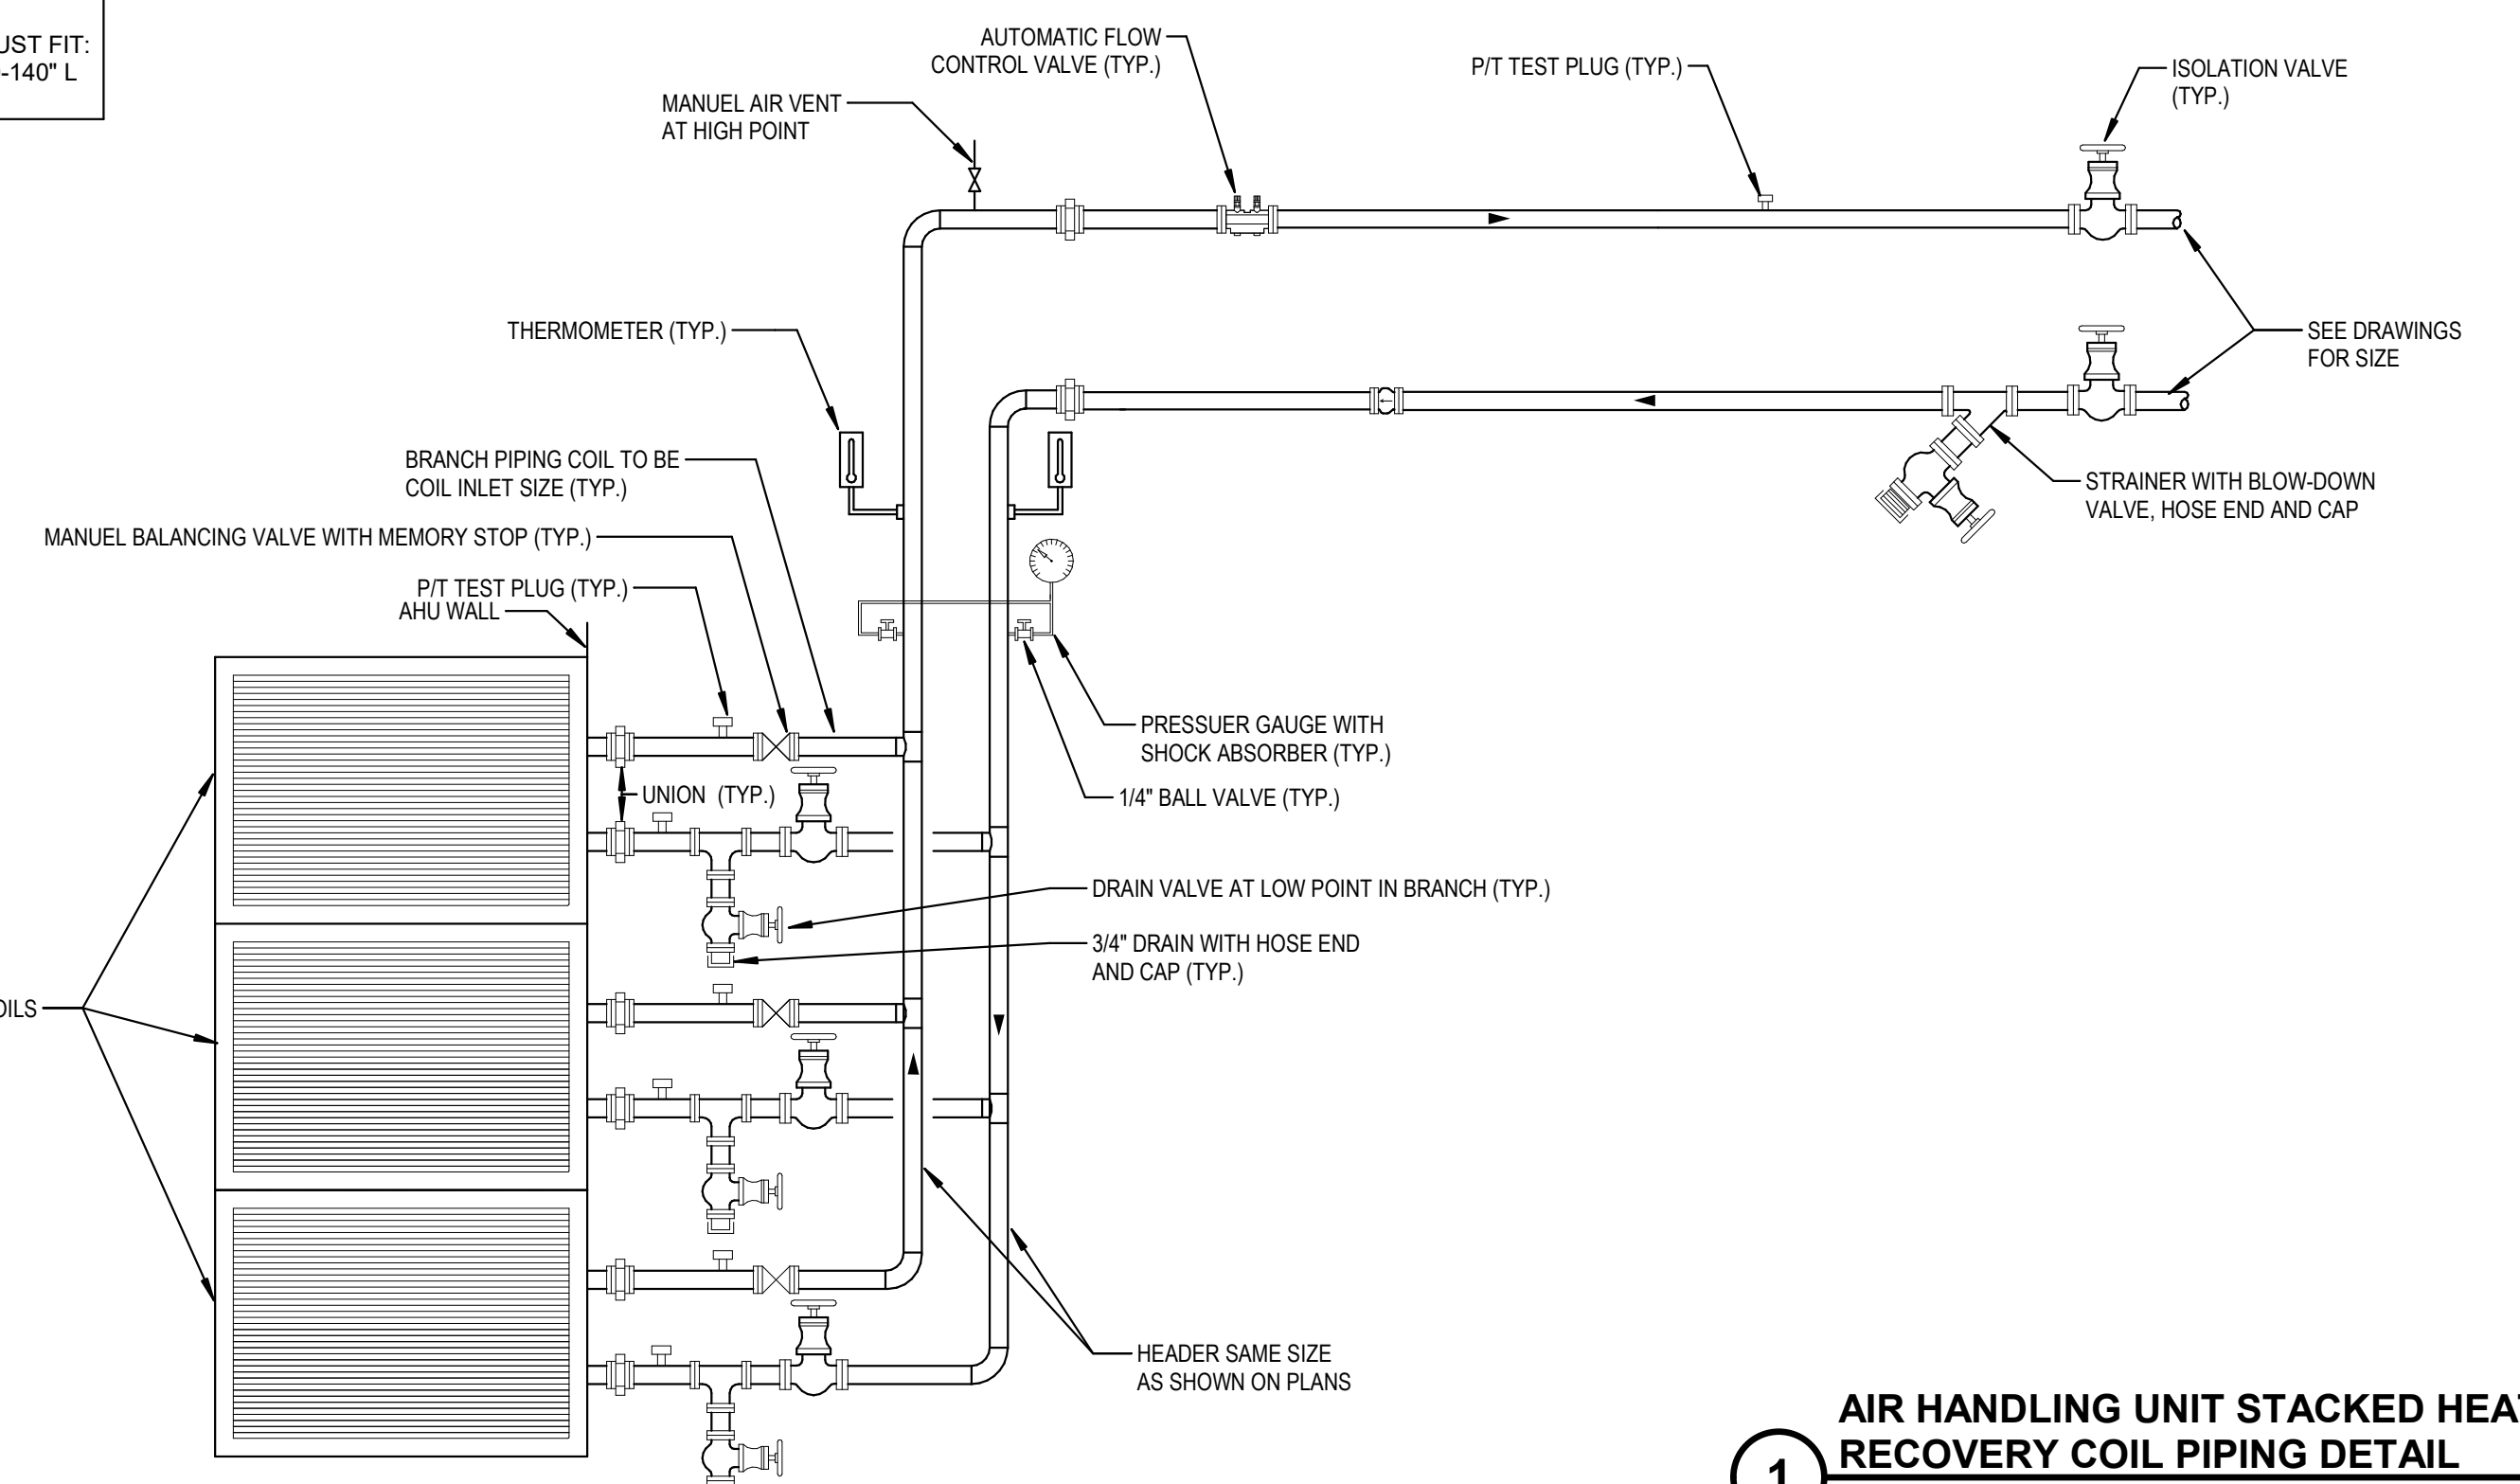 AUTOMATIC FLOW
CONTROL VALVE (TYP.)
P/T TEST PLUG (TYP.)
ISOLATION VALVE
(TYP.)
FIT:
L
MANUEL AIR VENT
AT HIGH POINT
THERMOMETER (TYP.)
SEE DRAWINGS
FOR SIZE
BRANCH PIPING COIL TO BE
COIL INLET SIZE (TYP.)
STRAINER WITH BLOW-DOWN
VALVE, HOSE END AND CAP
MANUEL BALANCING VALVE WITH MEMORY STOP (TYP.)
P/T TEST PLUG (TYP.)
AHU WALL
PRESSUER GAUGE WITH
SHOCK ABSORBER (TYP.)
UNION (TYP.)
1/4" BALL VALVE (TYP.)
DRAIN VALVE AT LOW POINT IN BRANCH (TYP.)
3/4" DRAIN WITH HOSE END
AND CAP (TYP.)
HEADER SAME SIZE
AS SHOWN ON PLANS
1
AIR HANDLING UNIT STACKED
RECOVERY COIL PIPING DETAIL